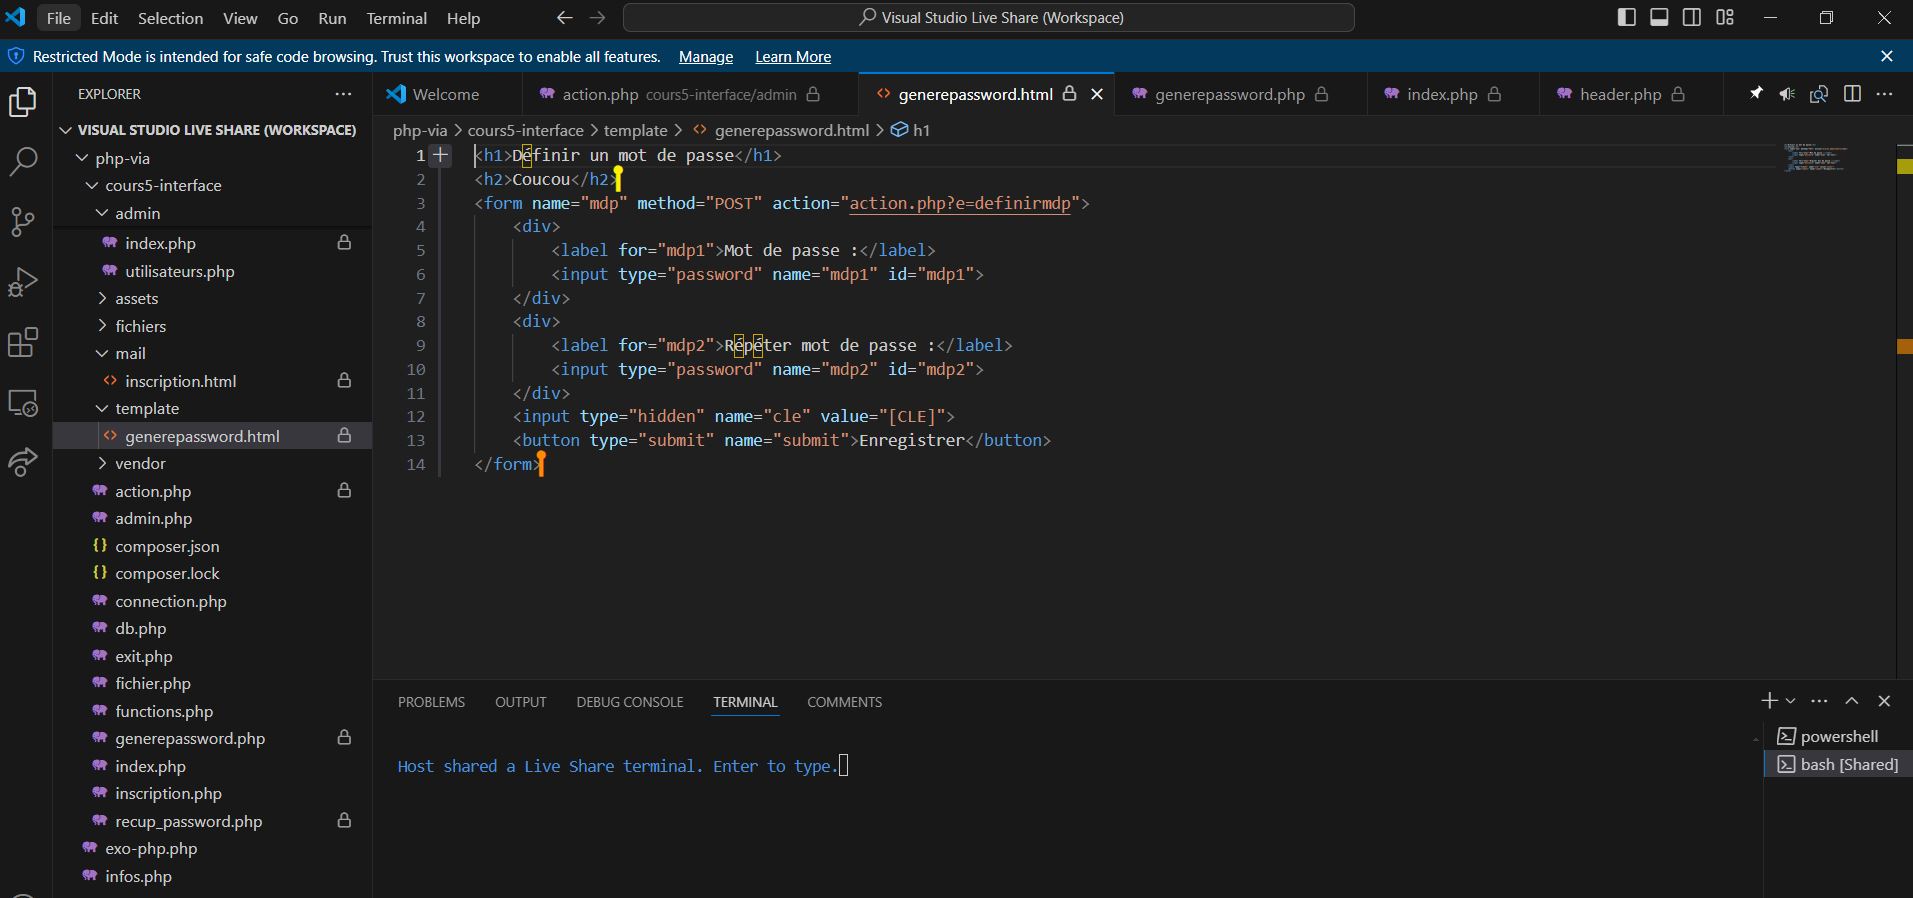 File Edit Selection View Go Run Terminal Help
Visual Studio Live Share (Workspace)
Restricted Mode is intended for safe code browsing. Trust this workspace to enable all features. Manage Learn More
EXPLORER
VISUAL STUDIO LIVE SHARE (WORKSPACE)
php-via
cours5-interface
admin
index.php
utilisateurs.php
assets
fichiers
mail
inscription.html
template
generepassword.html
vendor
action.php
admin.php
composer.json
composer.lock
connection.php
db.php
exit.php
fichier.php
functions.php
generepassword.php
index.php
inscription.php
recup_password.php
exo-php.php
infos.php
Welcome action.php cours5-interface/admin generepassword.html generepassword.php index.php header.php
php-via > cours5-interface > template > generepassword.html > h1
1 <h1>Définir un mot de passe</h1>
2 <h2>Coucou</h2>
3 <form name="mdp" method="POST" action="action.php?e=definirmdp">
4 <div>
5 <label for="mdp1">Mot de passe :</label>
6 <input type="password" name="mdp1" id="mdp1">
7 </div>
8 <div>
9 <label for="mdp2">Répéter mot de passe :</label>
10 <input type="password" name="mdp2" id="mdp2">
11 </div>
12 <input type="hidden" name="cle" value="[CLE]">
13 <button type="submit" name="submit">Enregistrer</button>
14 </form>
PROBLEMS OUTPUT DEBUG CONSOLE TERMINAL COMMENTS
Host shared a Live Share terminal. Enter to type.
powershell
bash [Shared]